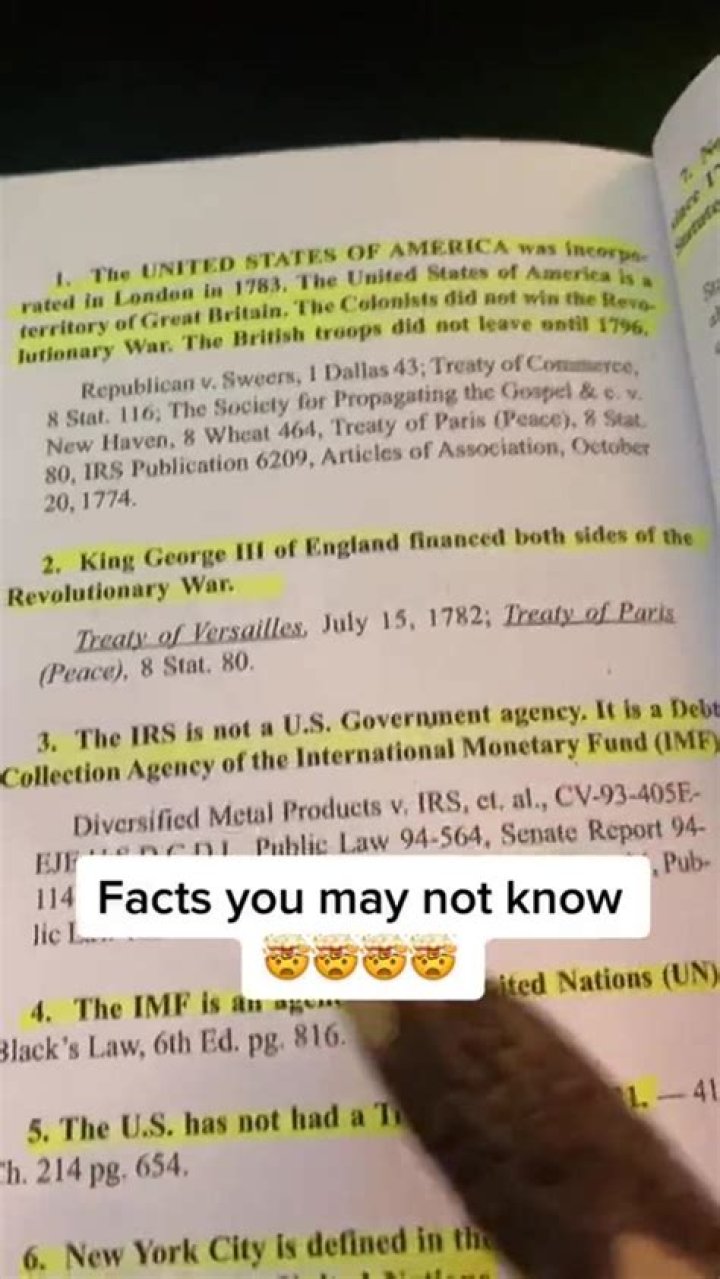 1. The UNITED STATES OF AMERICA was incorpo-
rated in London in 1783. The United States of America is a
territory of Great Britain. The Colonists did not win the Revo-
lutionary War. The British troops did not leave until 1796.
Republican v. Sweers, 1 Dallas 43; Treaty of Commerce,
8 Stat. 116; The Society for Propagating the Gospel & c. v.
New Haven, 8 Wheat 464, Treaty of Paris (Peace), 8 Stat.
80, IRS Publication 6209, Articles of Association, October
20, 1774.
2. King George III of England financed both sides of the
Revolutionary War.
Treaty of Versailles, July 15, 1782; Treaty of Paris
(Peace), 8 Stat. 80.
3. The IRS is not a U.S. Government agency. It is a Debt
Collection Agency of the International Monetary Fund (IMF)
Diversified Metal Products v. IRS, et. al., CV-93-405E-
EJE Public Law 94-564, Senate Report 94-
114 , Pub-
lic
Facts you may not know
🤯🤯🤯🤯
4. The IMF is an Nations (UN)
Black's Law, 6th Ed. pg. 816.
5. The U.S. has not had a 1. — 41
Ch. 214 pg. 654.
6. New York City is defined in the
7.